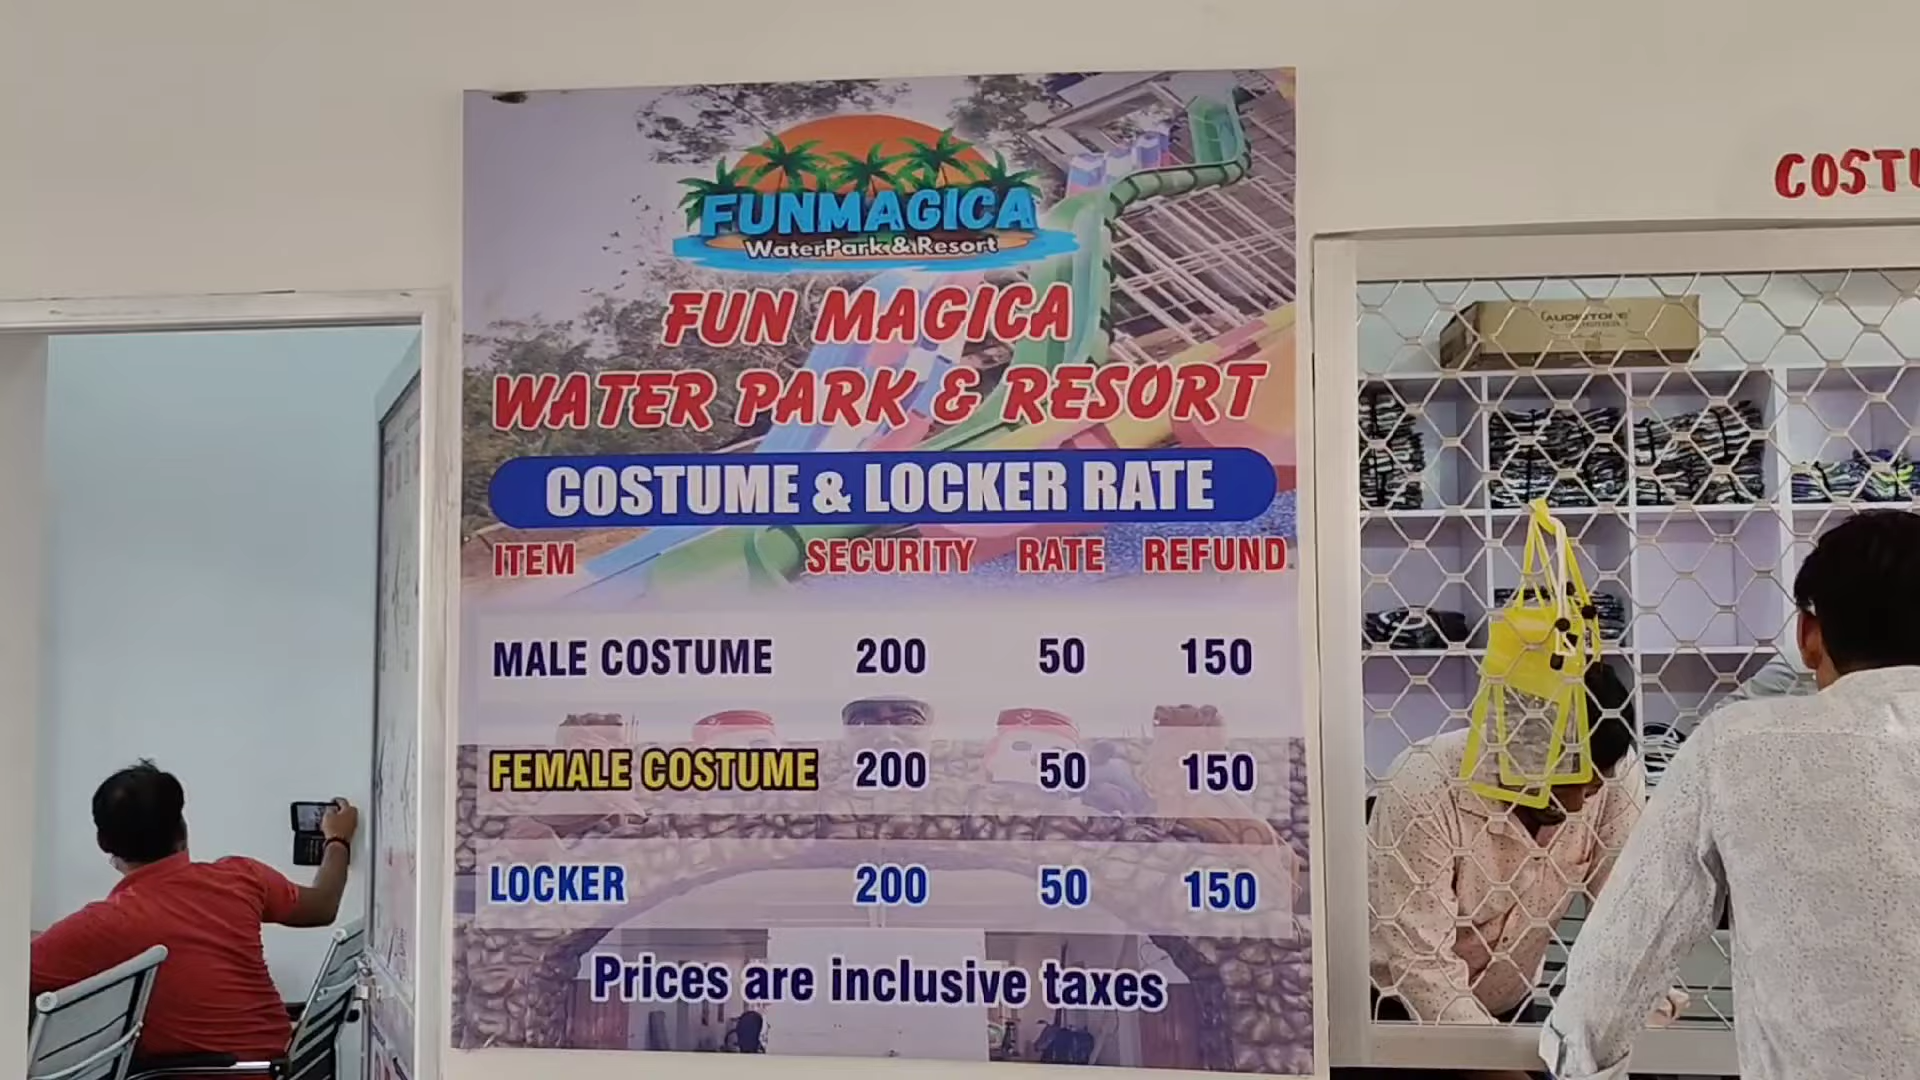 FUNMAGICA
WaterPark & Resort
FUN MAGICA
WATER PARK & RESORT
COSTUME & LOCKER RATE
ITEM SECURITY RATE REFUND
MALE COSTUME 200 50 150
FEMALE COSTUME 200 50 150
LOCKER 200 50 150
Prices are inclusive taxes
COSTU